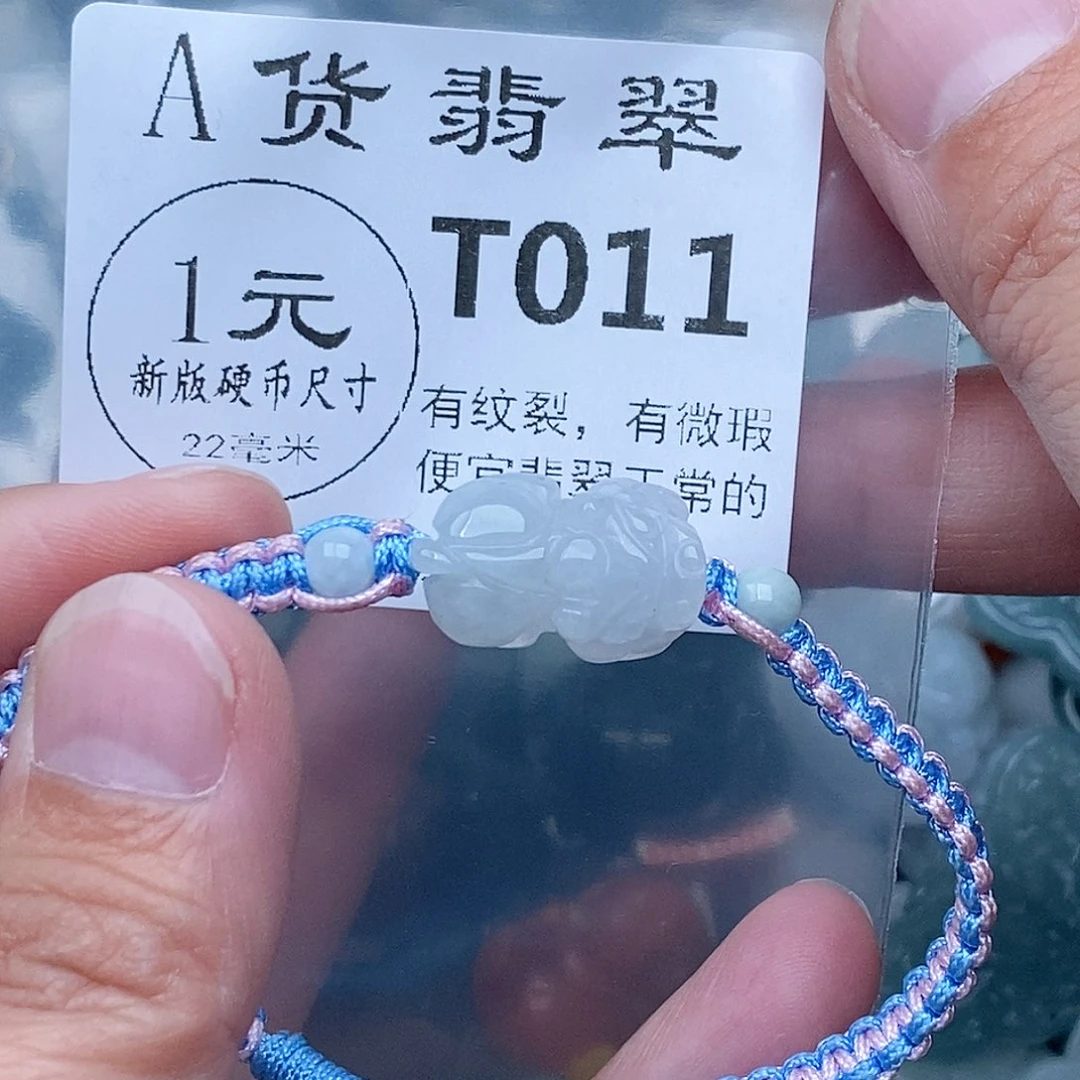 A货翡翠
T011
1元
新版硬币尺寸
22毫米
有纹裂，有微瑕
便宜翡翠正常的